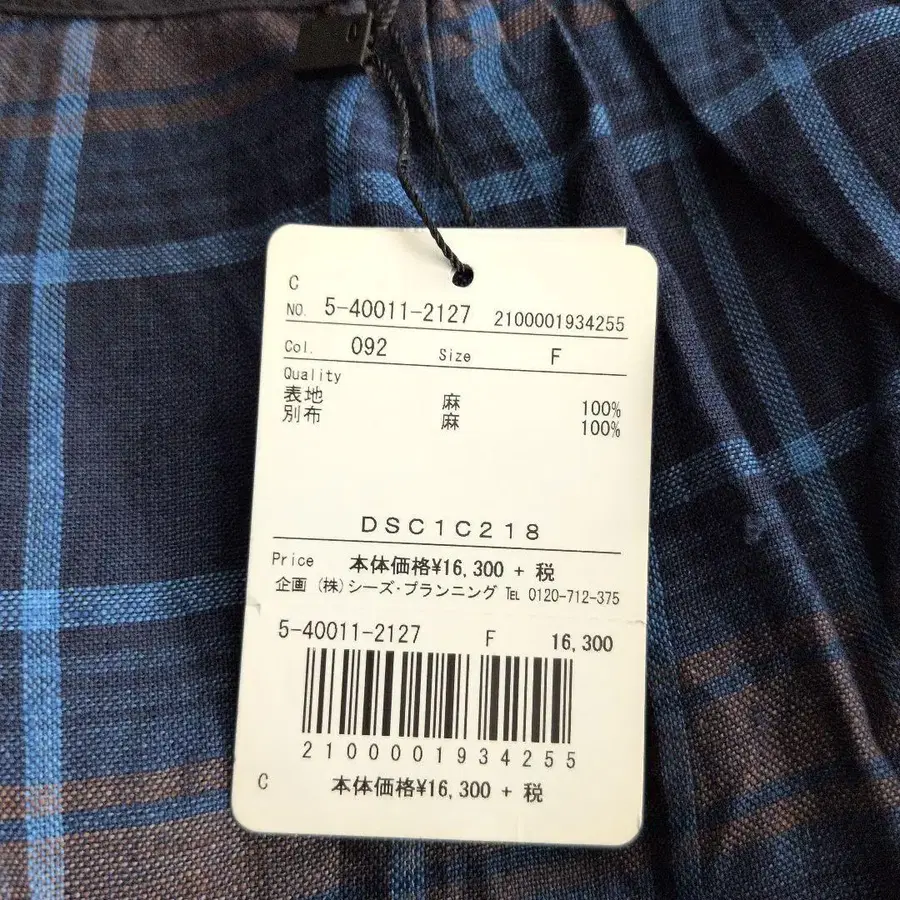 C
NO. 5-40011-2127 2100001934255
Col. 092 Size F
Quality
表地 麻 100%
別布 麻 100%
DSC1C218
Price 本体価格¥16,300 + 税
企画 (株)シーズ・プランニング TEL 0120-712-375
5-40011-2127 F 16,300
2100001934255
C 本体価格¥16,300 + 税